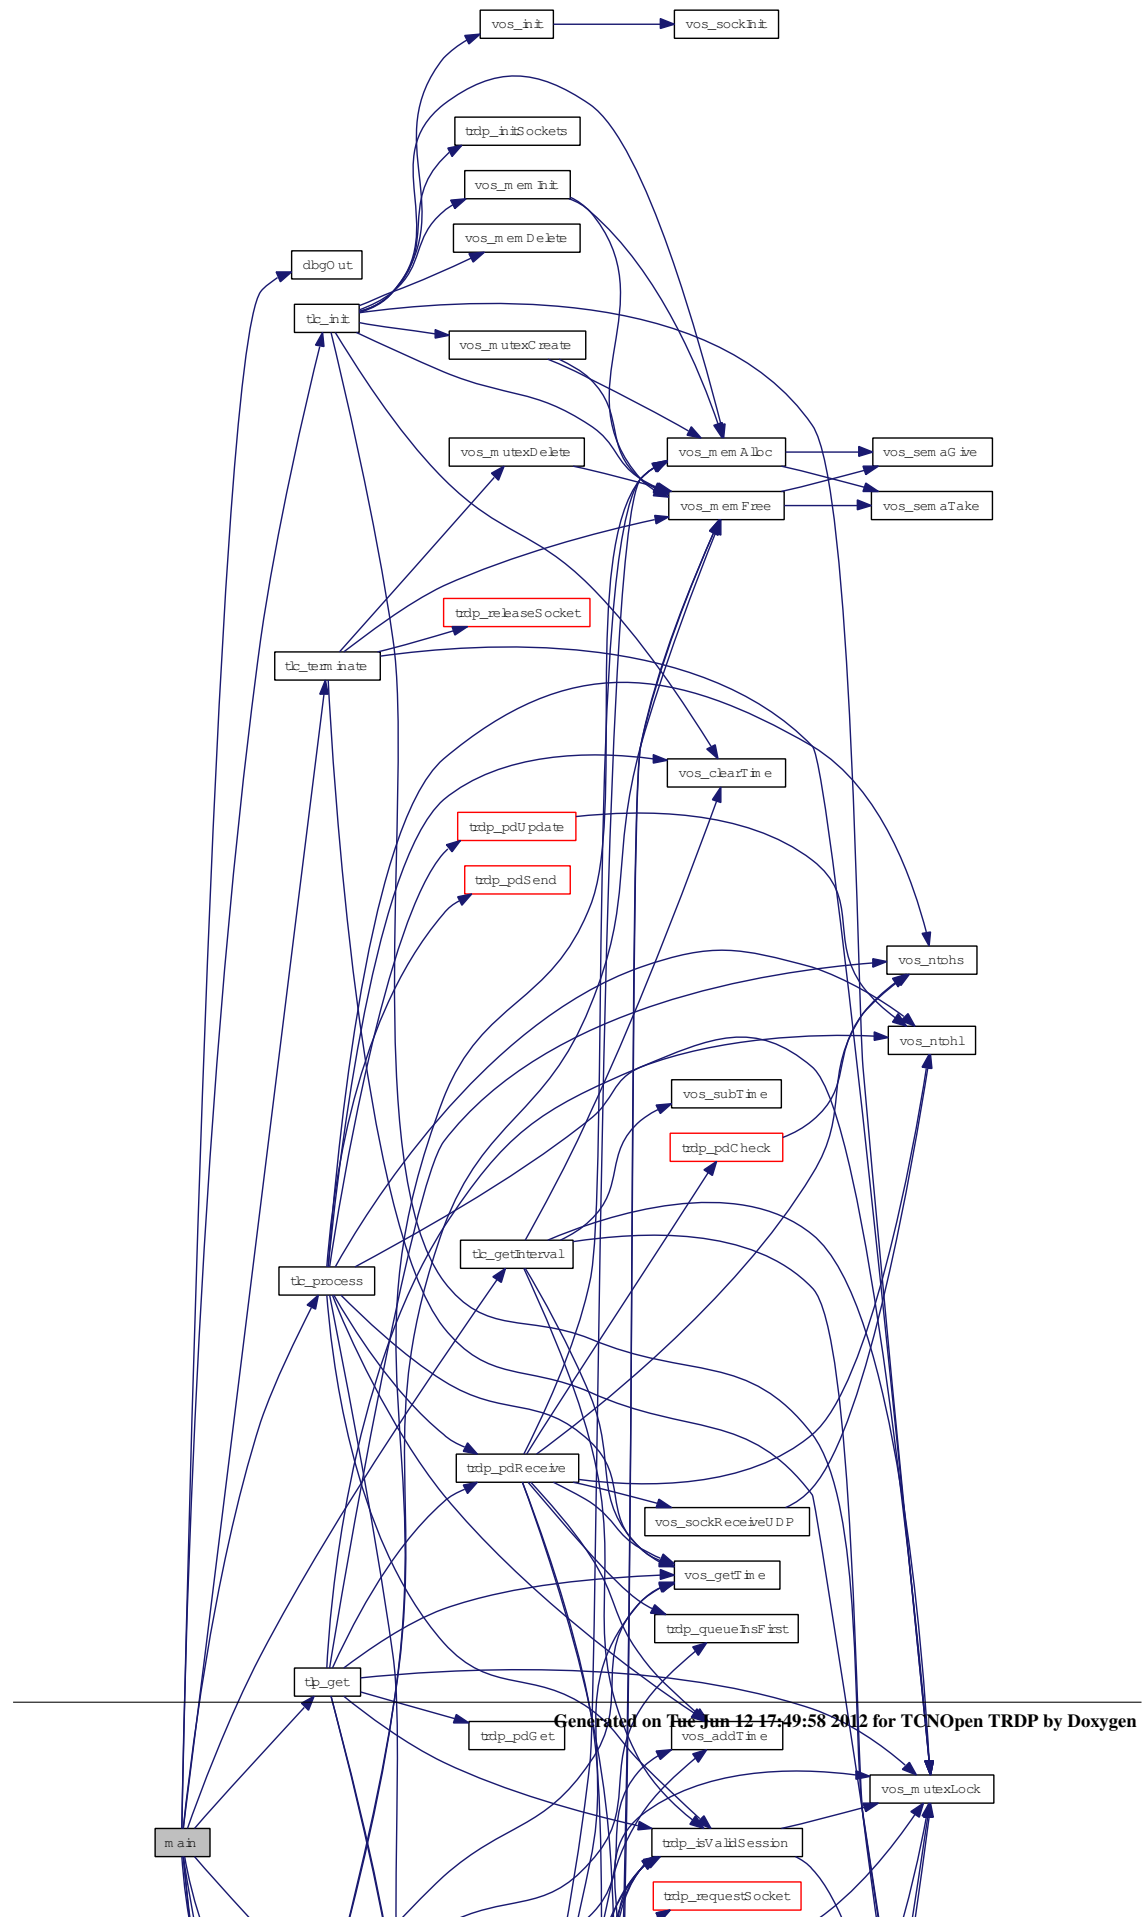 vos_init
vos_sockInit
trdp_initSockets
vos_memInit
vos_memDelete
dbgOut
tlc_init
vos_mutexCreate
vos_mutexDelete
vos_memAlloc
vos_semaGive
vos_memFree
vos_semaTake
trdp_releaseSocket
tlc_terminate
vos_clearTime
trdp_pdUpdate
trdp_pdSend
vos_ntohs
vos_ntohl
vos_subTime
trdp_pdCheck
tlc_getInterval
tlc_process
trdp_pdReceive
vos_sockReceiveUDP
vos_getTime
trdp_queueInsFirst
tlp_get
Generated on Tue Jun 12 17:49:58 2012 for TCNOpen TRDP by Doxygen
trdp_pdGet
vos_addTime
vos_mutexLock
main
trdp_isValidSession
trdp_requestSocket